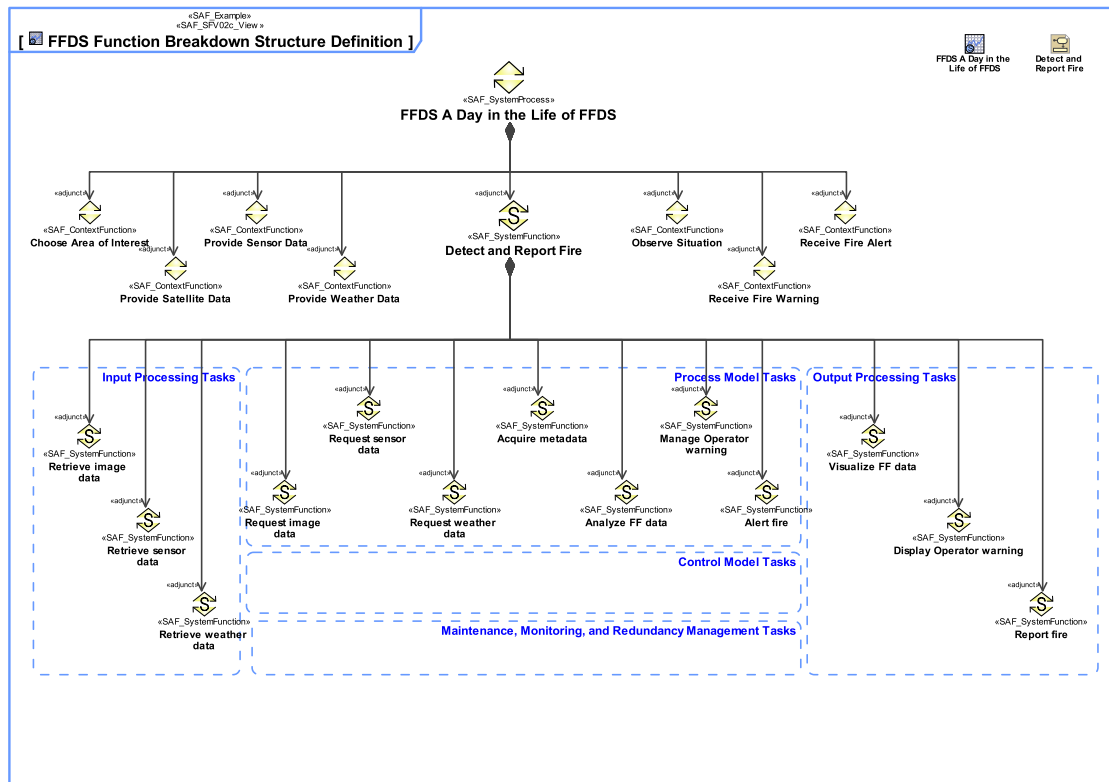 «SAF_Example»
«SAF_SFV02c_View »
[ FFDS Function Breakdown Structure Definition ]
FFDS A Day in the
Life of FFDS
Detect and
Report Fire
«SAF_SystemProcess»
FFDS A Day in the Life of FFDS
«adjunct»
«SAF_ContextFunction»
Choose Area of Interest
«adjunct»
«SAF_ContextFunction»
Provide Satellite Data
«adjunct»
«SAF_ContextFunction»
Provide Sensor Data
«adjunct»
«SAF_ContextFunction»
Provide Weather Data
«adjunct»
S
«SAF_SystemFunction»
Detect and Report Fire
«adjunct»
«SAF_ContextFunction»
Observe Situation
«adjunct»
«SAF_ContextFunction»
Receive Fire Warning
«adjunct»
«SAF_ContextFunction»
Receive Fire Alert
Input Processing Tasks
«adjunct»
S
«SAF_SystemFunction»
Retrieve image
data
«adjunct»
S
«SAF_SystemFunction»
Retrieve sensor
data
«adjunct»
S
«SAF_SystemFunction»
Retrieve weather
data
Process Model Tasks
«adjunct»
S
«SAF_SystemFunction»
Request sensor
data
«adjunct»
S
«SAF_SystemFunction»
Acquire metadata
«adjunct»
S
«SAF_SystemFunction»
Manage Operator
warning
«adjunct»
S
«SAF_SystemFunction»
Request image
data
«adjunct»
S
«SAF_SystemFunction»
Request weather
data
«adjunct»
S
«SAF_SystemFunction»
Analyze FF data
«adjunct»
S
«SAF_SystemFunction»
Alert fire
Control Model Tasks
Maintenance, Monitoring, and Redundancy Management Tasks
Output Processing Tasks
«adjunct»
S
«SAF_SystemFunction»
Visualize FF data
«adjunct»
S
«SAF_SystemFunction»
Display Operator warning
«adjunct»
S
«SAF_SystemFunction»
Report fire